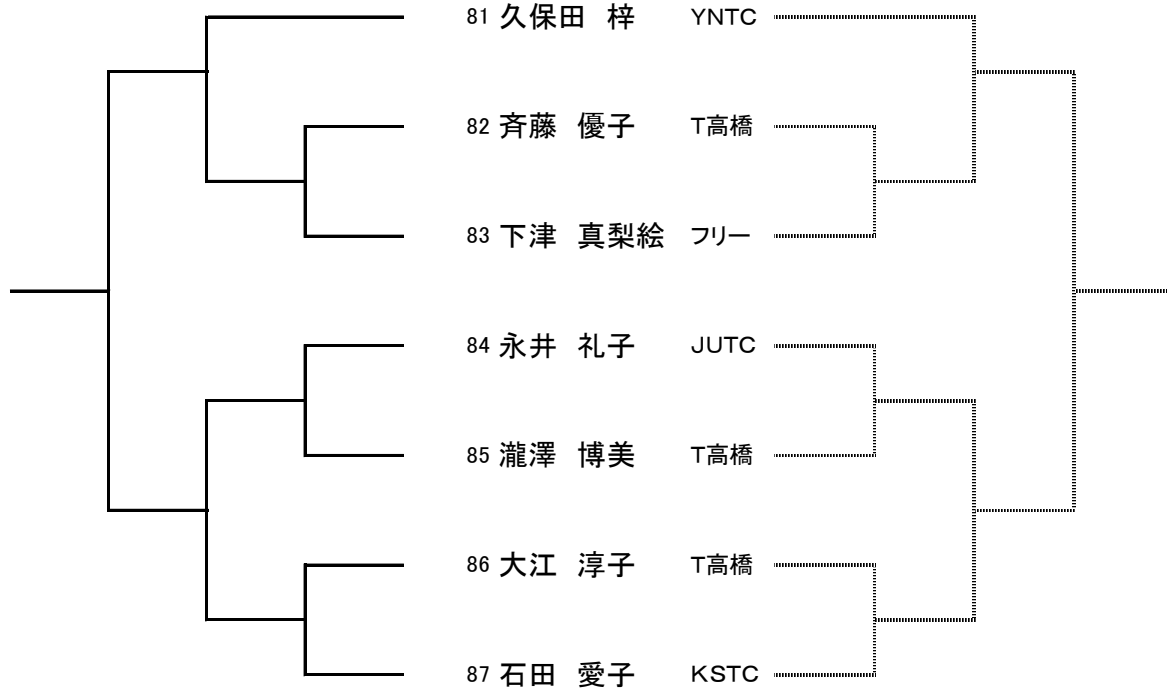 81 久保田 梓 YNTC
82 斉藤 優子 T高橋
83 下津 真梨絵 フリー
84 永井 礼子 JUTC
85 瀧澤 博美 T高橋
86 大江 淳子 T高橋
87 石田 愛子 KSTC